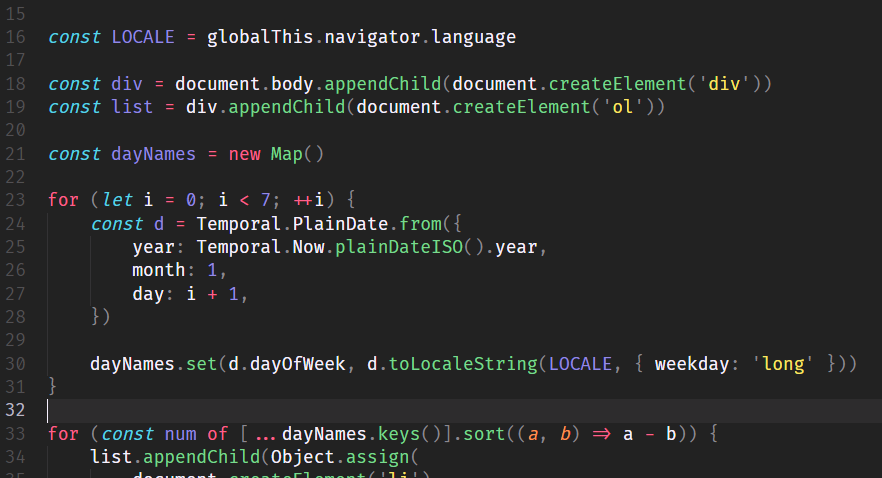 15
16 const LOCALE = globalThis.navigator.language
17
18 const div = document.body.appendChild(document.createElement('div'))
19 const list = div.appendChild(document.createElement('ol'))
20
21 const dayNames = new Map()
22
23 for (let i = 0; i < 7; ++i) {
24     const d = Temporal.PlainDate.from({
25         year: Temporal.Now.plainDateISO().year,
26         month: 1,
27         day: i + 1,
28     })
29
30     dayNames.set(d.dayOfWeek, d.toLocaleString(LOCALE, { weekday: 'long' }))
31 }
32
33 for (const num of [...dayNames.keys()].sort((a, b) => a - b)) {
34     list.appendChild(Object.assign(
35         document.createElement('li')